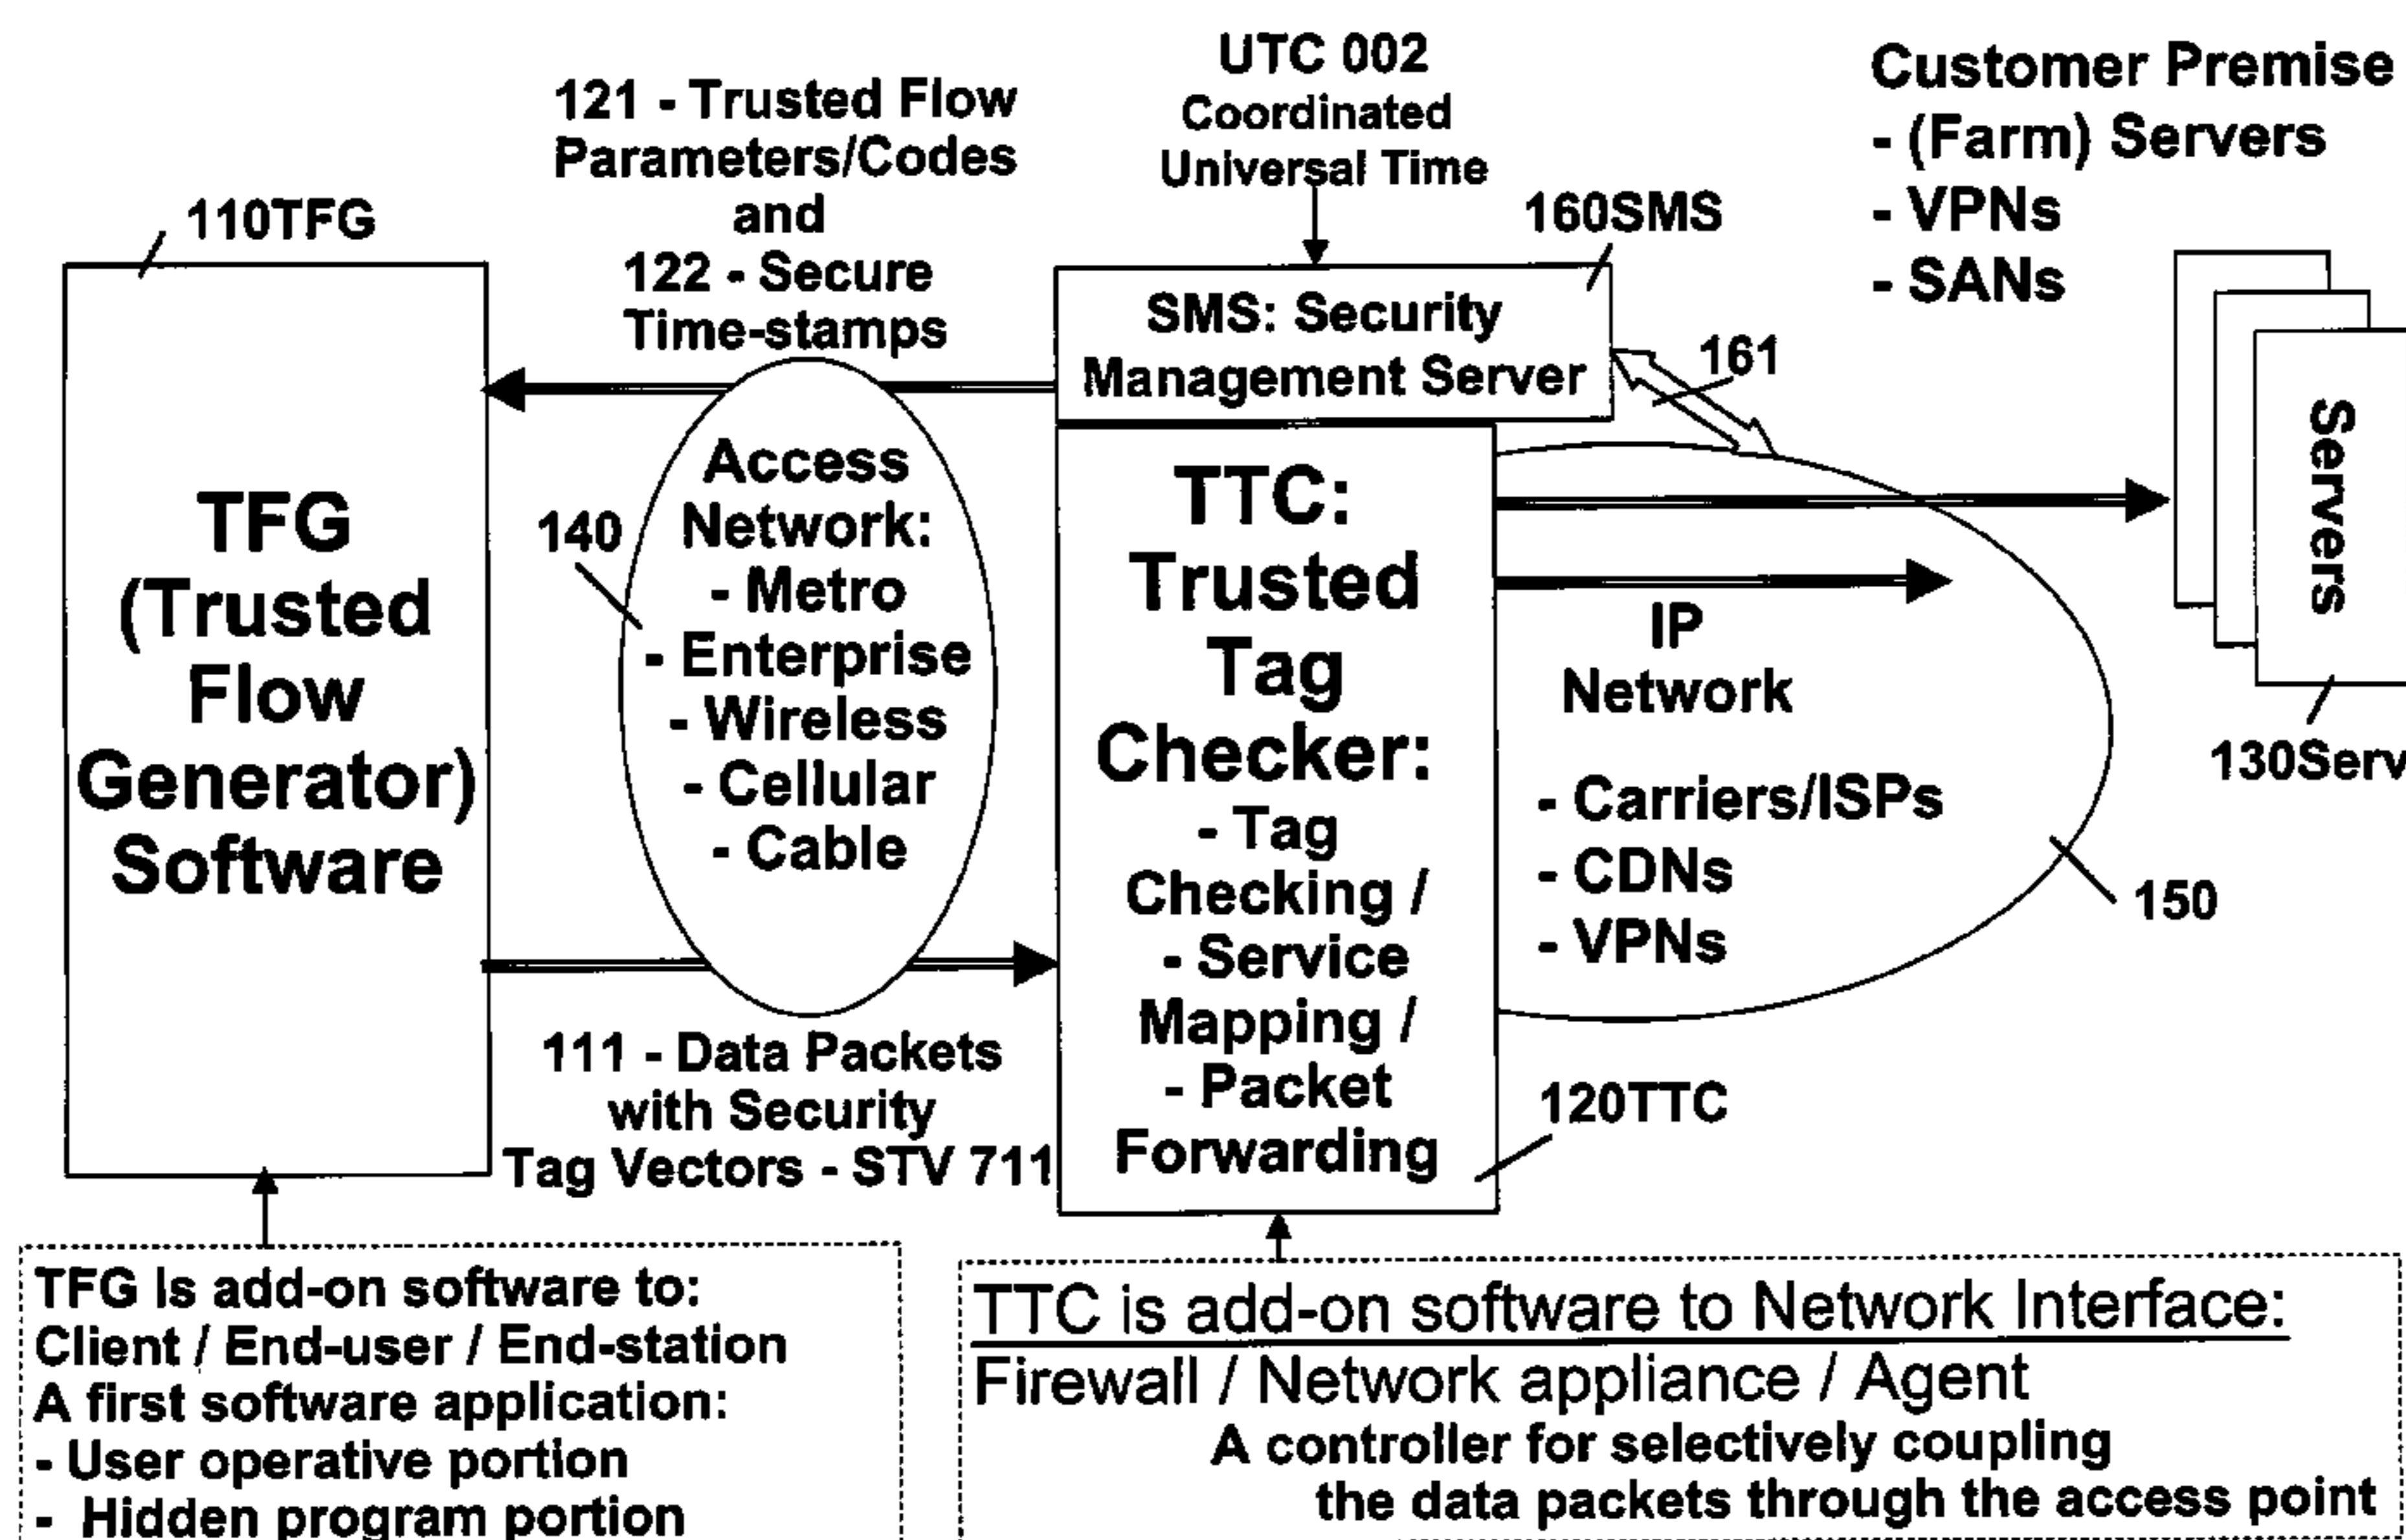 110TFG
TFG
(Trusted
Flow
Generator)
Software
121 - Trusted Flow
Parameters/Codes
and
122 - Secure
Time-stamps
140
Access
Network:
- Metro
- Enterprise
- Wireless
- Cellular
- Cable
111 - Data Packets
with Security
Tag Vectors - STV 711
UTC 002
Coordinated
Universal Time
160SMS
SMS: Security
Management Server
161
TTC:
Trusted
Tag
Checker:
- Tag
Checking /
- Service
Mapping /
- Packet
Forwarding
120TTC
IP
Network
- Carriers/ISPs
- CDNs
- VPNs
150
Customer Premise
- (Farm) Servers
- VPNs
- SANs
Servers
130Serv
TFG Is add-on software to:
Client / End-user / End-station
A first software application:
- User operative portion
- Hidden program portion
TTC is add-on software to Network Interface:
Firewall / Network appliance / Agent
A controller for selectively coupling
the data packets through the access point